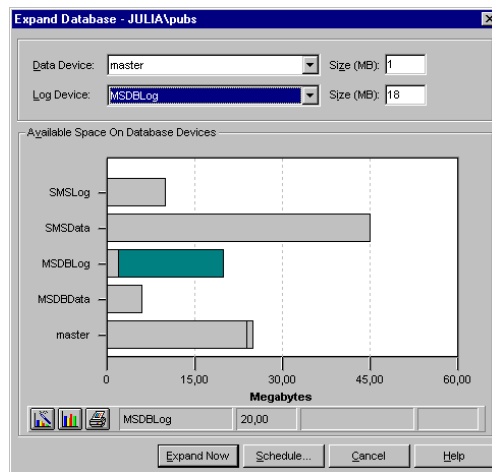 Expand Database - JULIA\pubs
Data Device: master Size (MB): 1
Log Device: MSDBLog Size (MB): 18
Available Space On Database Devices
SMSLog
SMSData
MSDBLog
MSDBData
master
0 15,00 30,00 45,00 60,00
Megabytes
MSDBLog 20,00
Expand Now Schedule... Cancel Help